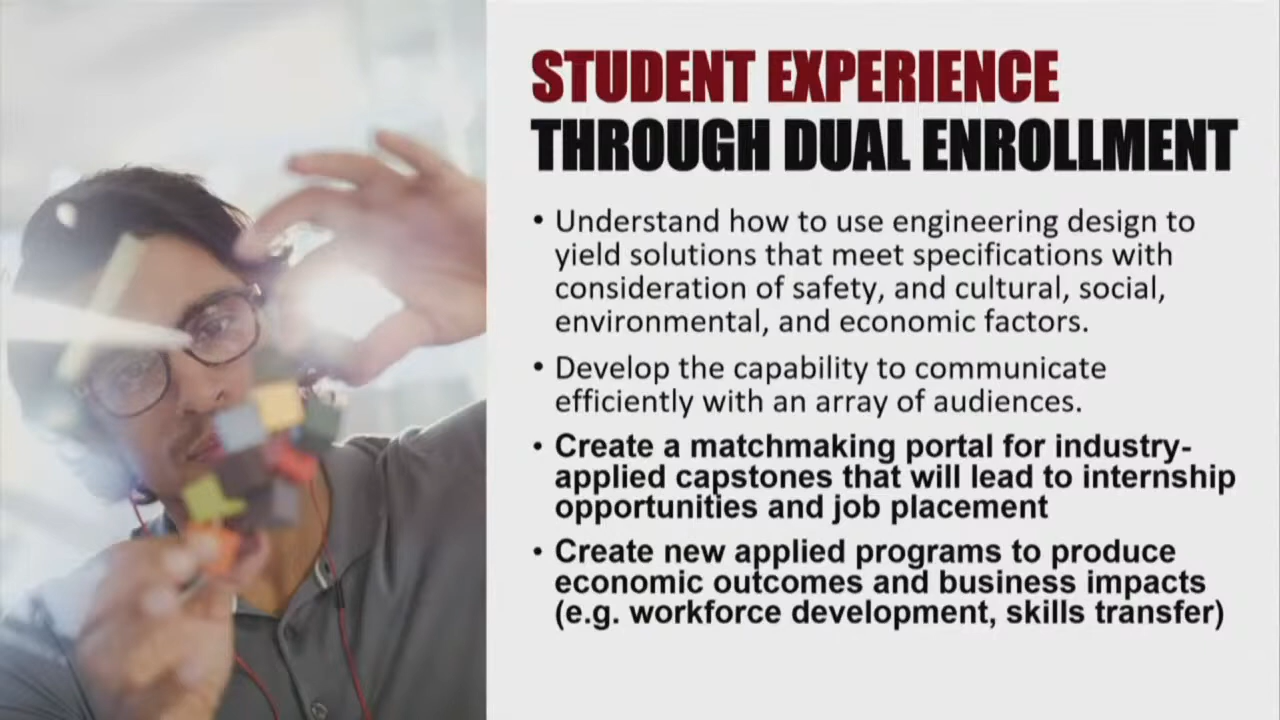 STUDENT EXPERIENCE
THROUGH DUAL ENROLLMENT
• Understand how to use engineering design to
yield solutions that meet specifications with
consideration of safety, and cultural, social,
environmental, and economic factors.
• Develop the capability to communicate
efficiently with an array of audiences.
• Create a matchmaking portal for industry-
applied capstones that will lead to internship
opportunities and job placement
• Create new applied programs to produce
economic outcomes and business impacts
(e.g. workforce development, skills transfer)